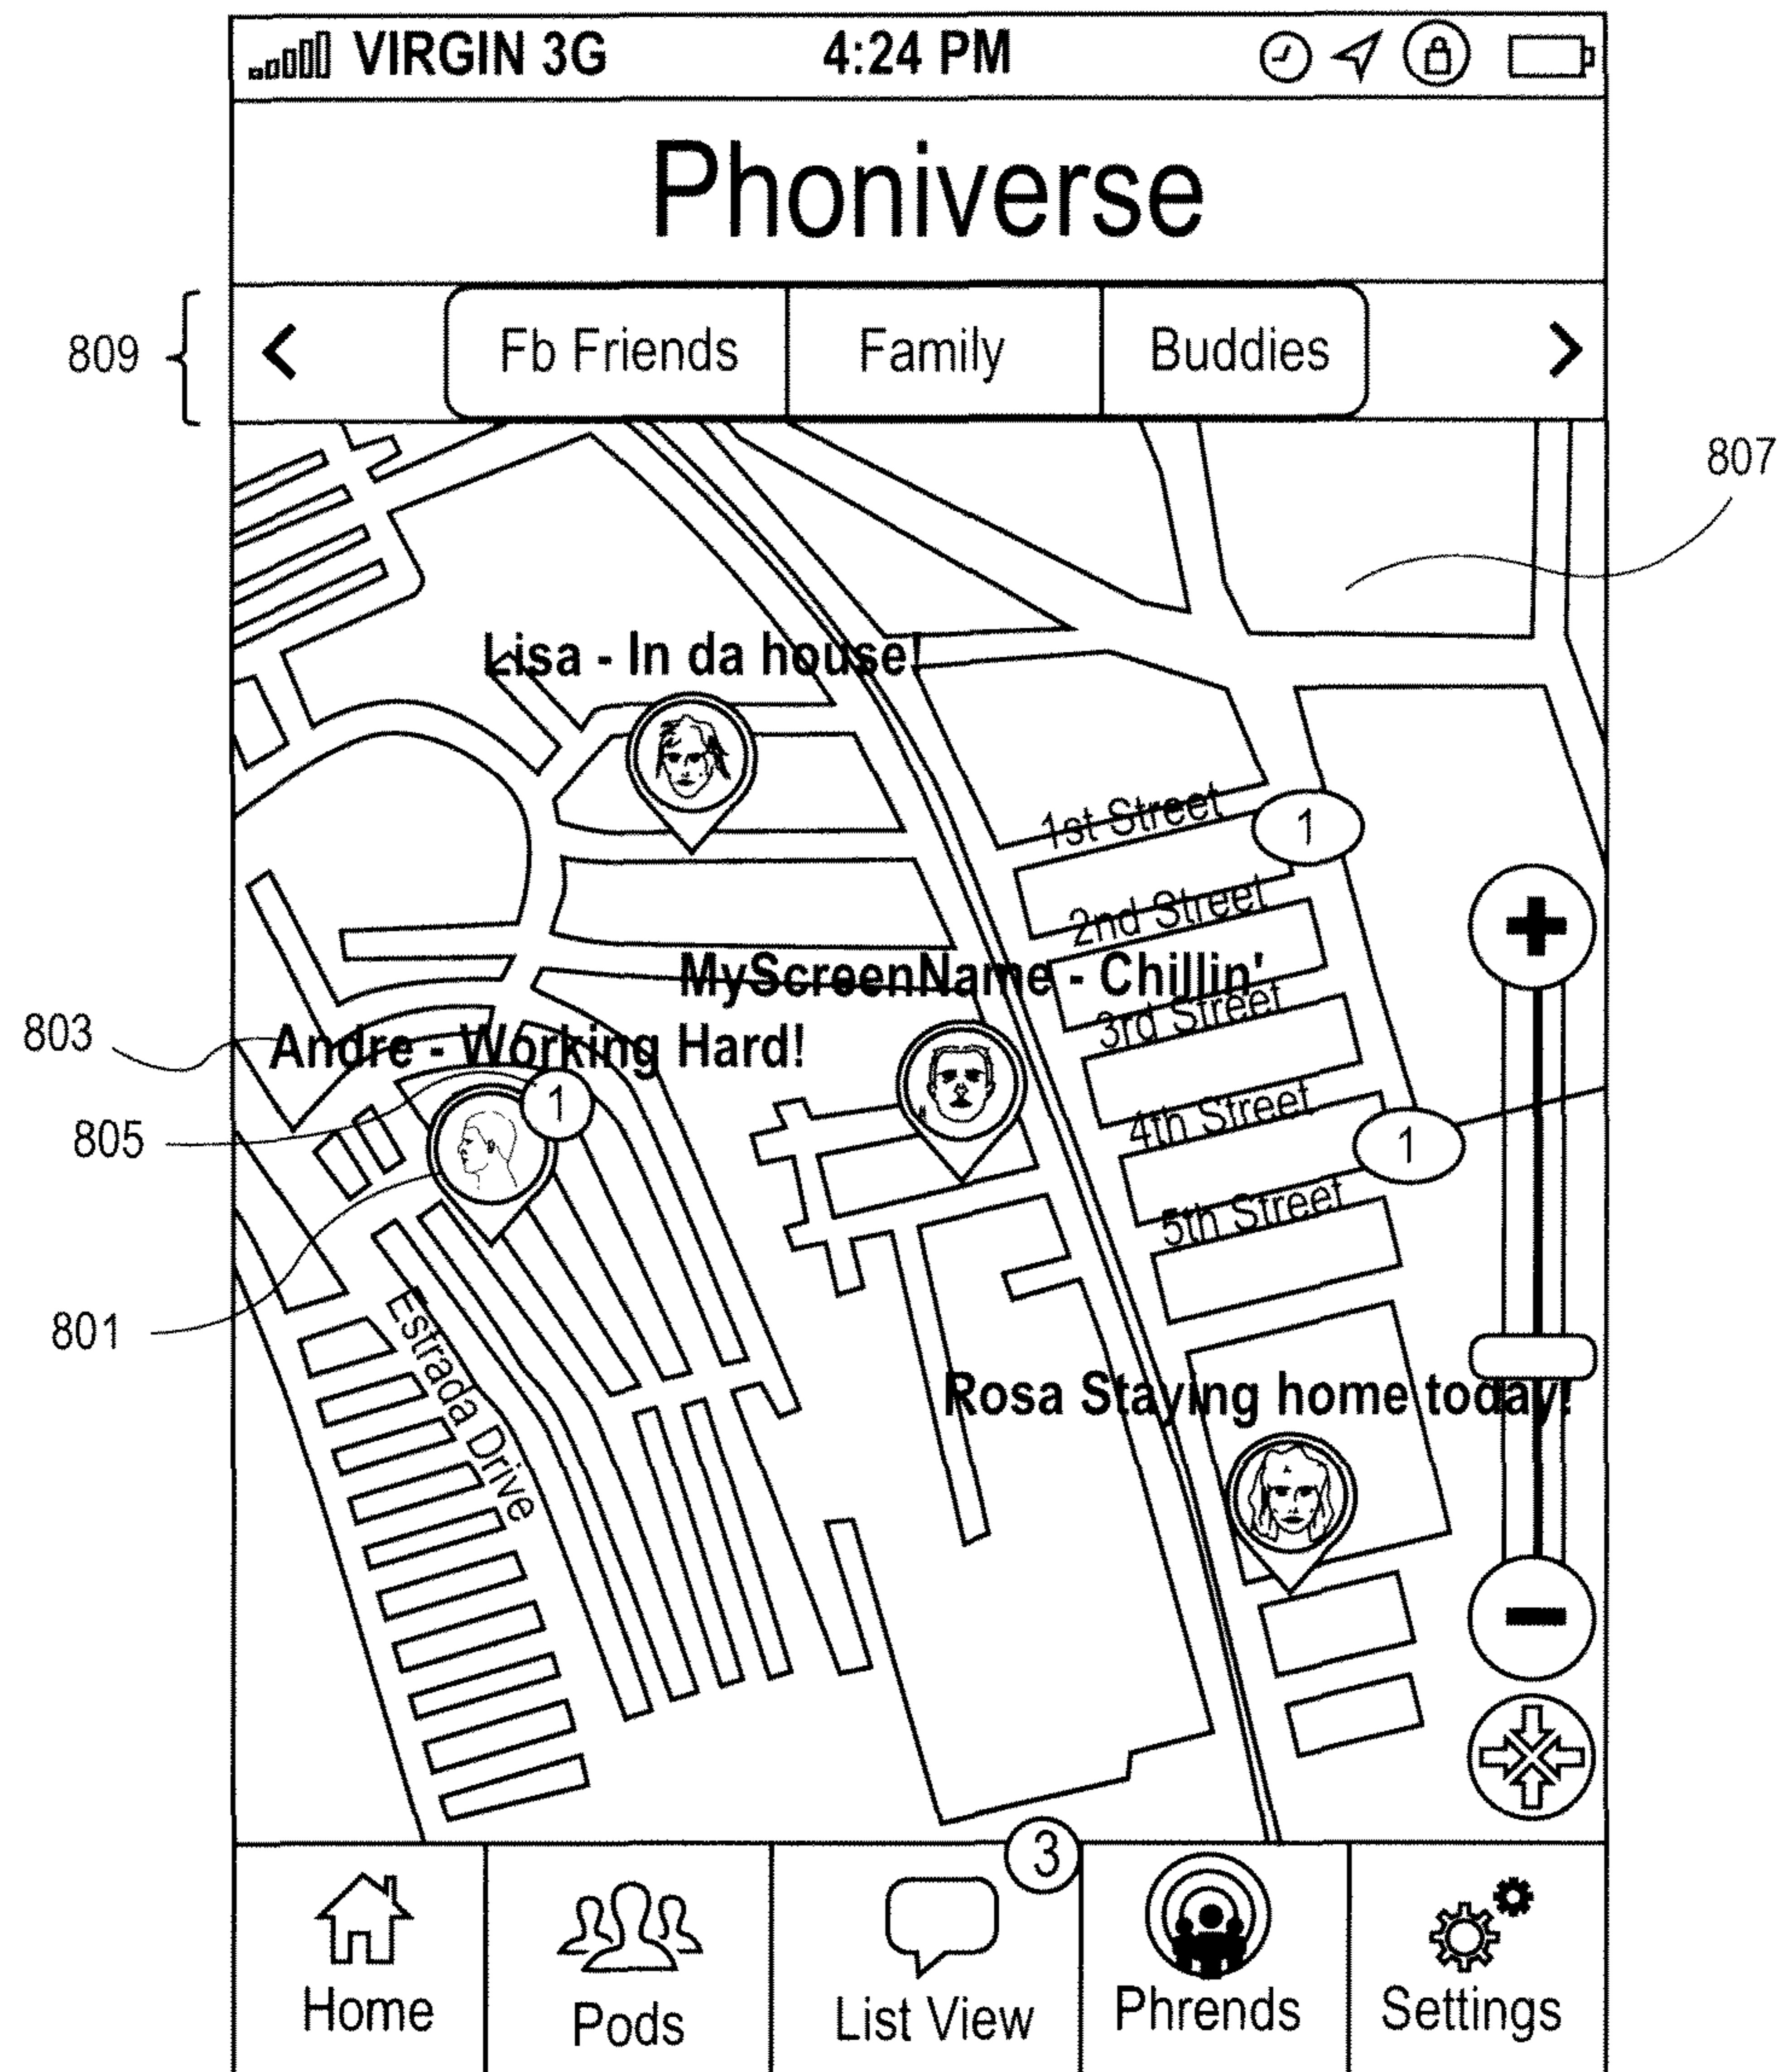 VIRGIN 3G 4:24 PM
Phoniverse
809
Fb Friends Family Buddies
807
Lisa - In da house!
1st Street
1
2nd Street
MyScreenName - Chillin'
3rd Street
803
Andre - Working Hard!
1
4th Street
805
1
5th Street
801
Estrada Drive
Rosa Staying home today!
3
Home Pods List View Phrends Settings